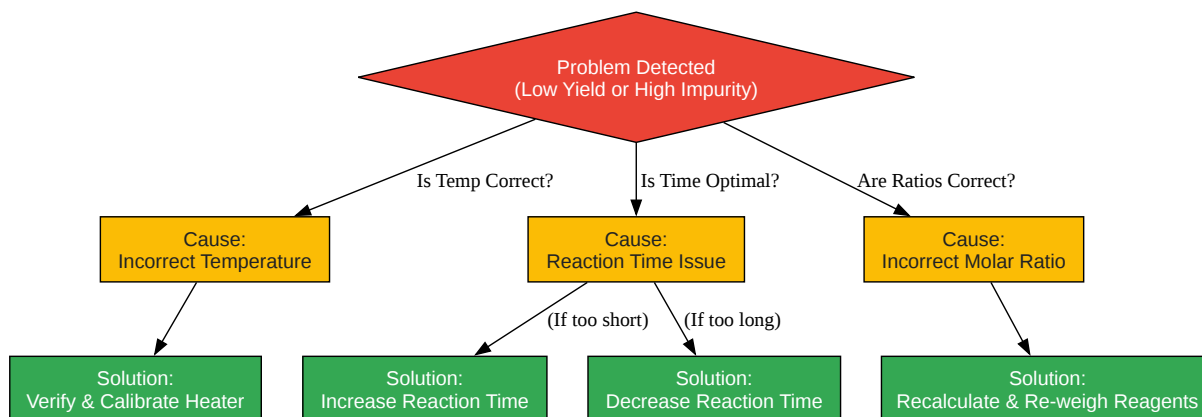 Problem Detected
(Low Yield or High Impurity)
Is Temp Correct?
Is Time Optimal?
Are Ratios Correct?
Cause:
Incorrect Temperature
Cause:
Reaction Time Issue
Cause:
Incorrect Molar Ratio
(If too short)
(If too long)
Solution:
Verify & Calibrate Heater
Solution:
Increase Reaction Time
Solution:
Decrease Reaction Time
Solution:
Recalculate & Re-weigh Reagents